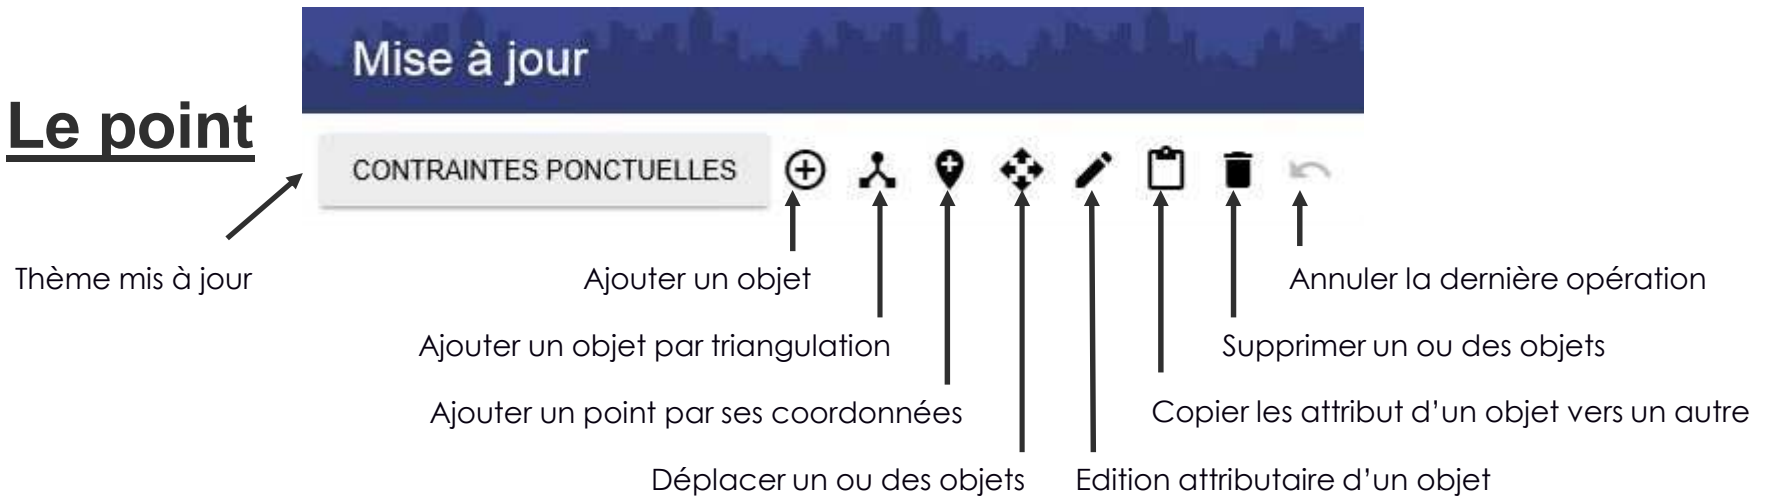 Mise à jour
Le point
CONTRAINTES PONCTUELLES
Thème mis à jour
Ajouter un objet
Annuler la dernière opération
Ajouter un objet par triangulation
Supprimer un ou des objets
Ajouter un point par ses coordonnées
Copier les attribut d’un objet vers un autre
Déplacer un ou des objets
Edition attributaire d’un objet